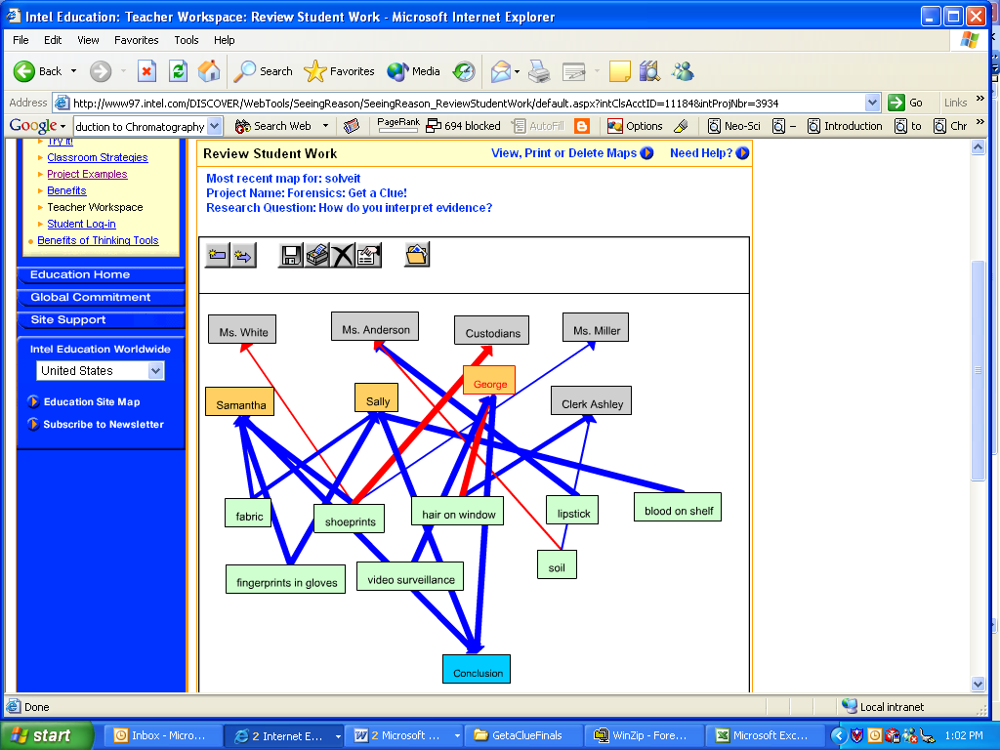 Intel Education: Teacher Workspace: Review Student Work - Microsoft Internet Explorer
File Edit View Favorites Tools Help
Back Search Favorites Media
Address http://www97.intel.com/DISCOVER/WebTools/SeeingReason/SeeingReason_ReviewStudentWork/default.aspx?intClsAcctID=11184&intProjNbr=3934 Go Links »
Google duction to Chromatography Search Web PageRank 694 blocked AutoFill Options Neo-Sci – Introduction to Chr »
Try it!
Classroom Strategies
Project Examples
Benefits
Teacher Workspace
Student Log-in
Benefits of Thinking Tools
Education Home
Global Commitment
Site Support
Intel Education Worldwide
United States
Education Site Map
Subscribe to Newsletter
Review Student Work View, Print or Delete Maps Need Help?
Most recent map for: solveit
Project Name: Forensics: Get a Clue!
Research Question: How do you interpret evidence?
Ms. White Ms. Anderson Custodians Ms. Miller
George
Samantha Sally Clerk Ashley
fabric shoeprints hair on window lipstick blood on shelf
fingerprints in gloves video surveillance soil
Conclusion
Done Local intranet
start Inbox - Micro... 2 Internet E... 2 Microsoft ... GetaClueFinals WinZip - Fore... Microsoft Exc... 1:02 PM